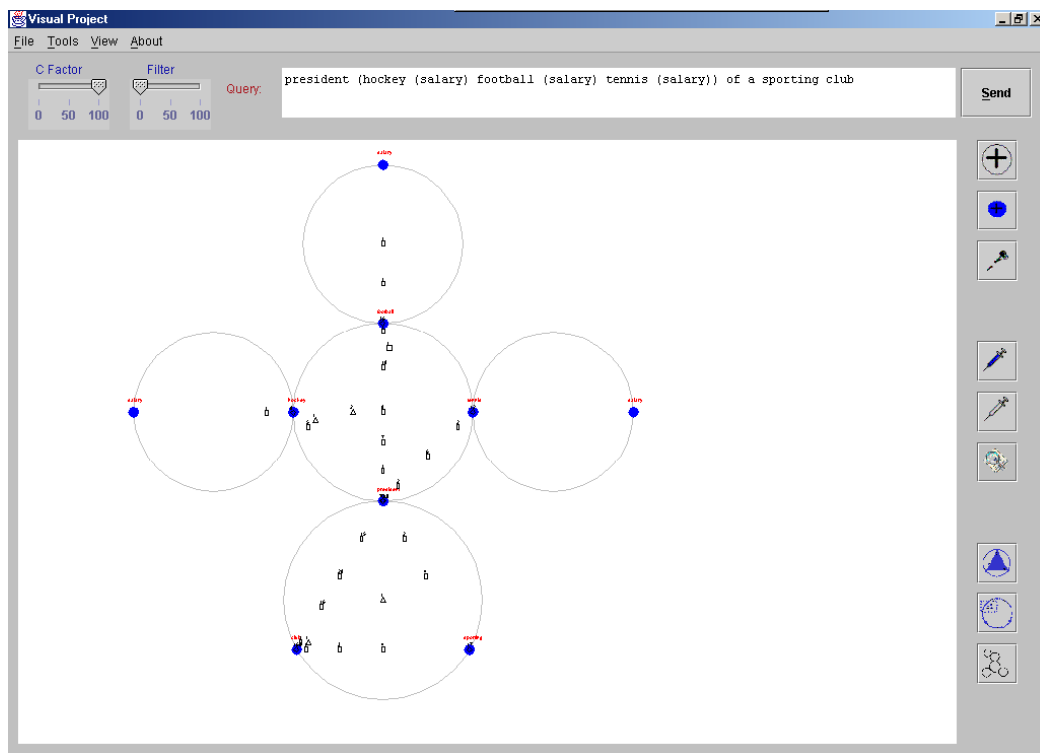 Visual Project
File Tools View About
C Factor Filter
Query:
president (hockey (salary) football (salary) tennis (salary)) of a sporting club
Send
0 50 100 0 50 100
salary
football
salary hockey tennis salary
president
club sporting